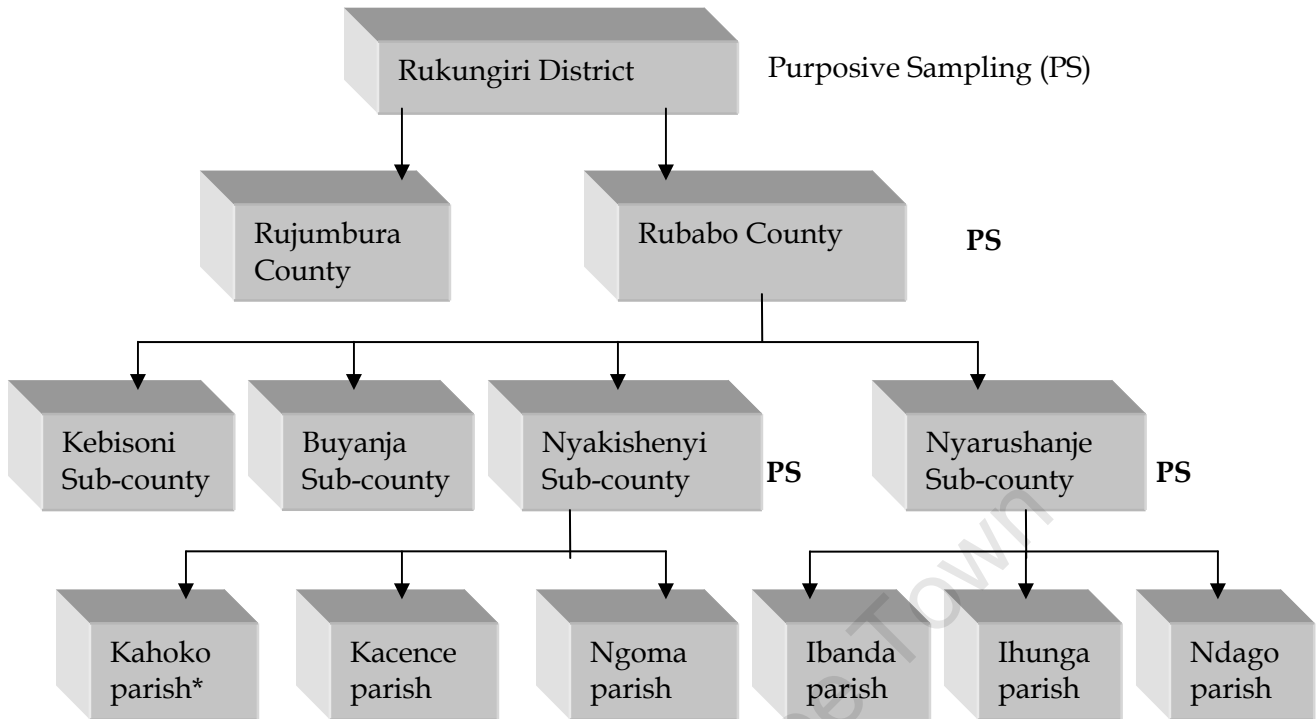 Rukungiri District
Purposive Sampling (PS)
Rujumbura
County
Rubabo County
PS
Kebisoni
Sub-county
Buyanja
Sub-county
Nyakishenyi
Sub-county
PS
Nyarushanje
Sub-county
PS
Kahoko
parish*
Kacence
parish
Ngoma
parish
Ibanda
parish
Ihunga
parish
Ndago
parish
Town